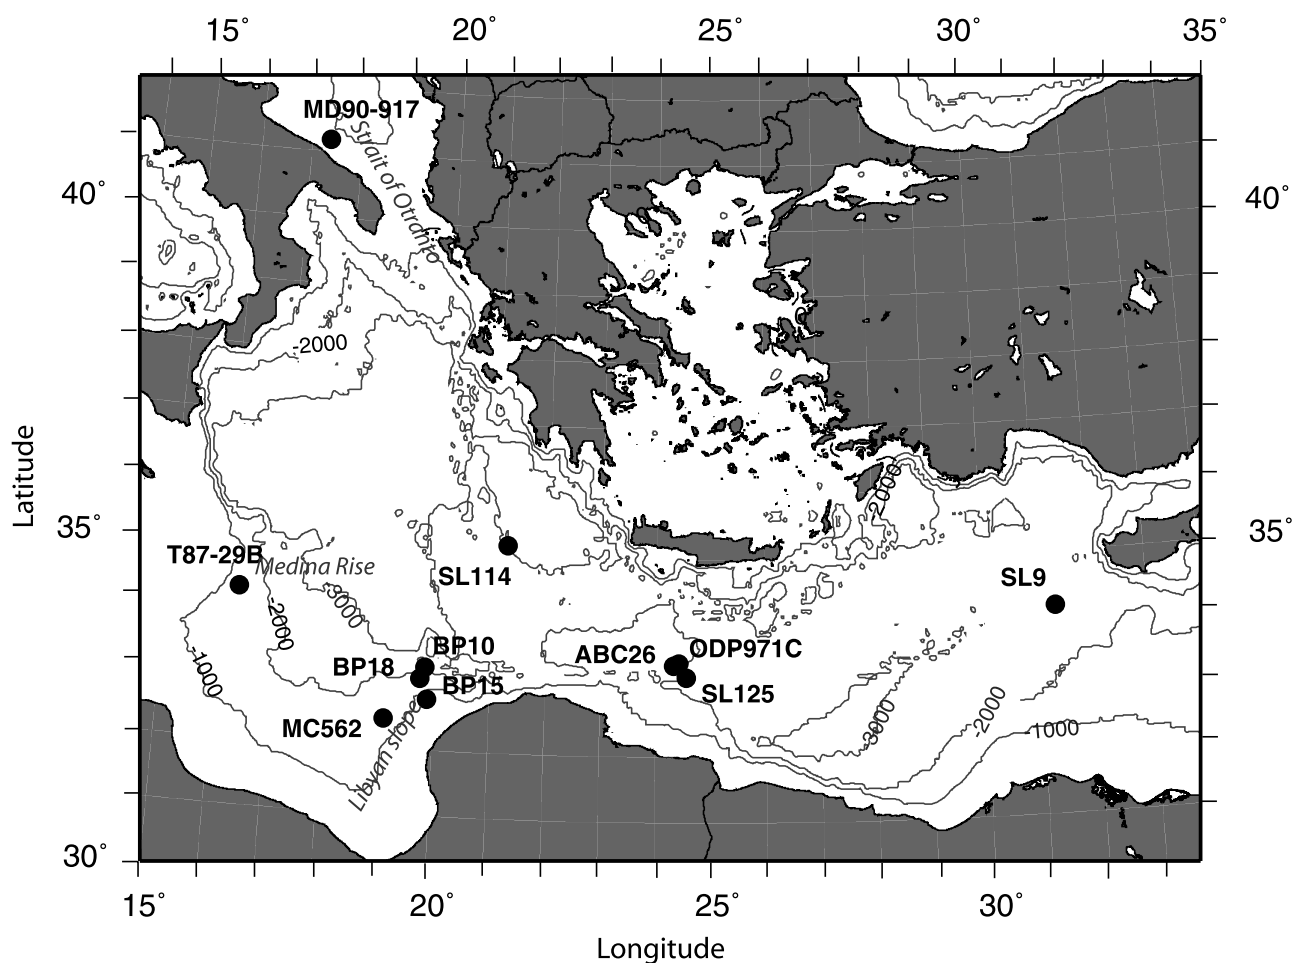 15° 20° 25° 30° 35°
MD90-917
Strait of Otranto
40° 40°
-2000
Latitude
-2000
35° 35°
T87-29B
Medina Rise
SL114
SL9
-3000
-2000
BP10
ABC26 ODP971C
-1000
BP18
BP15
SL125
MC562
Libyan slope
-3000
-2000
-1000
30°
15° 20° 25° 30°
Longitude